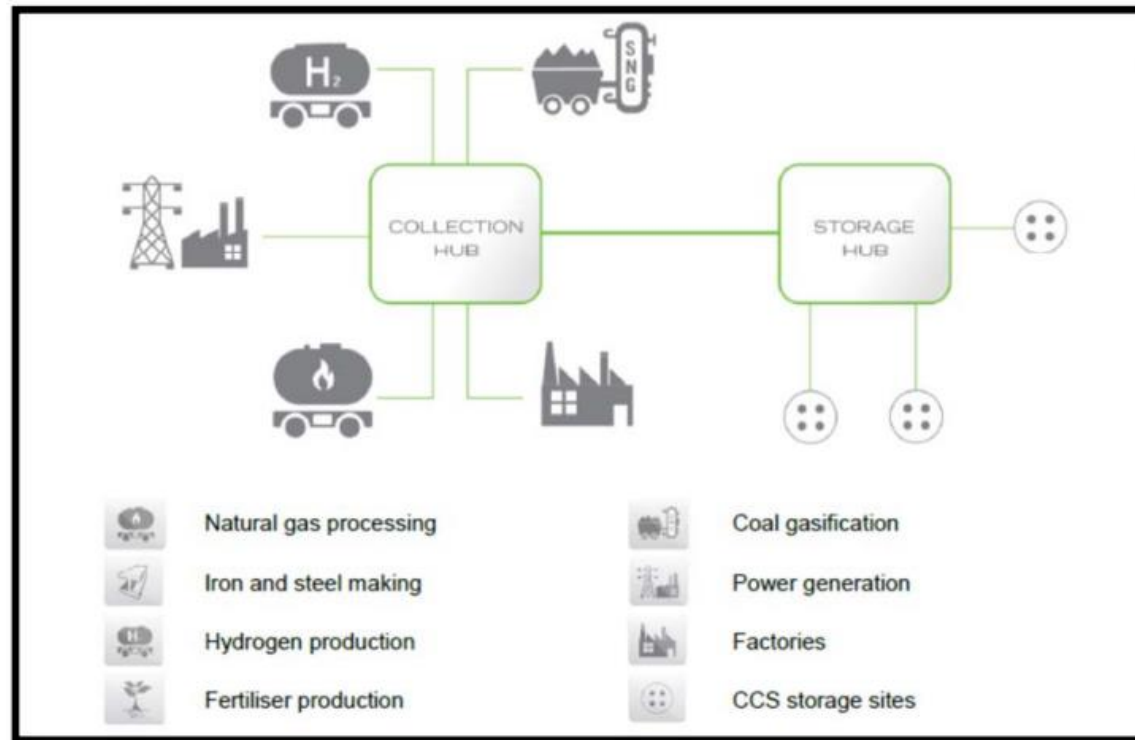 H2
SNG
COLLECTION
HUB
STORAGE
HUB
Natural gas processing
Coal gasification
Iron and steel making
Power generation
Hydrogen production
Factories
Fertiliser production
CCS storage sites